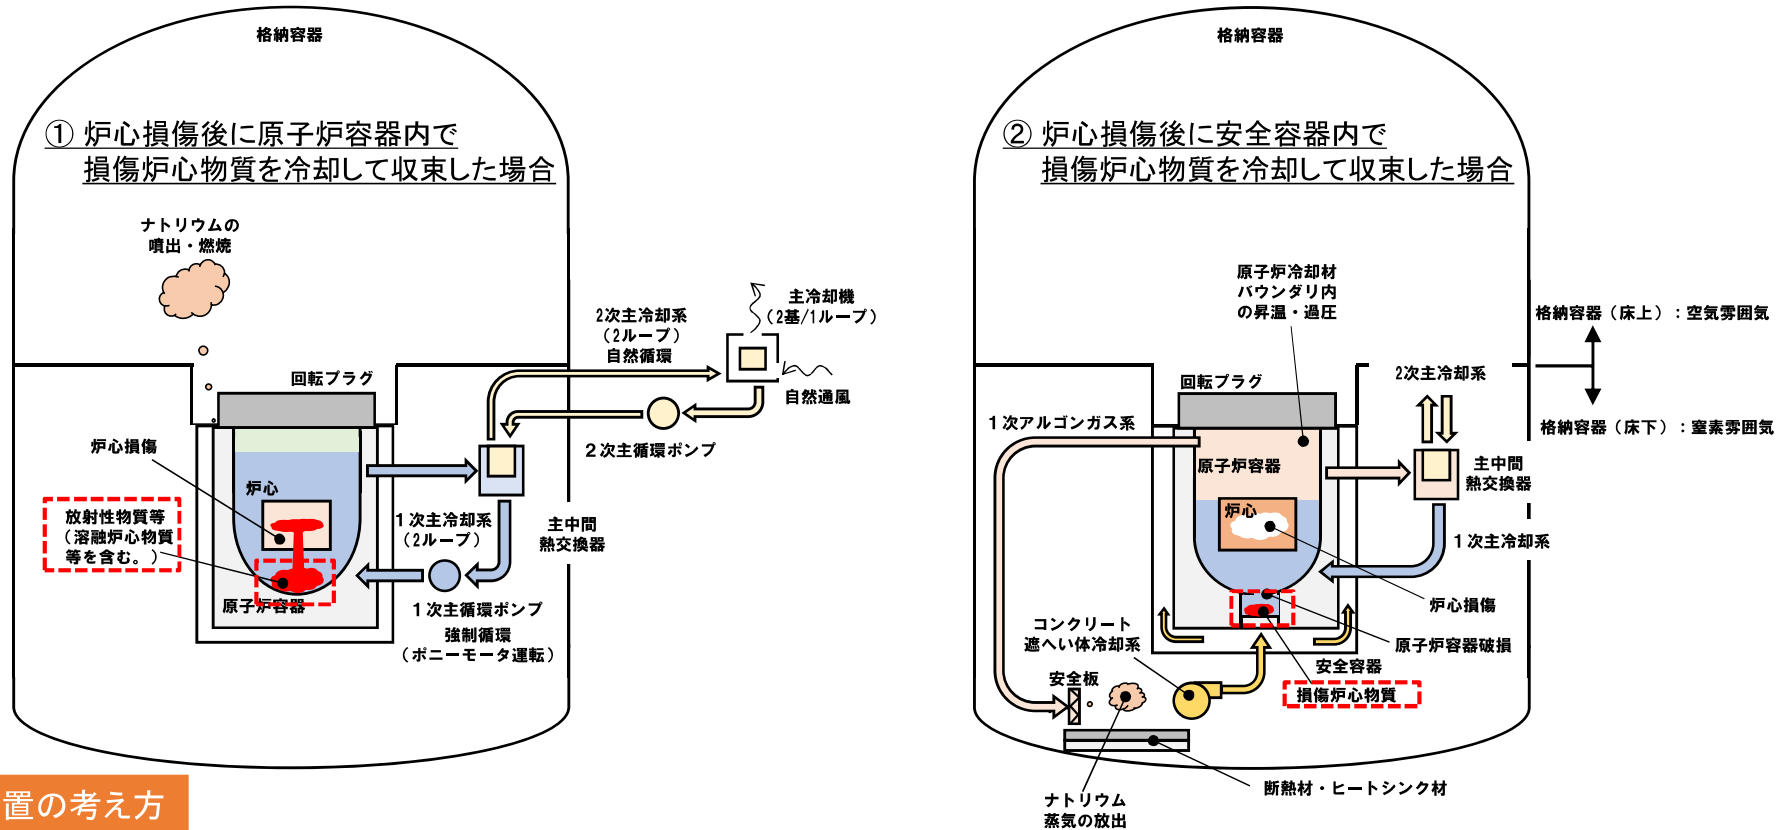 格納容器
① 炉心損傷後に原子炉容器内で
損傷炉心物質を冷却して収束した場合
ナトリウムの
噴出・燃焼
回転プラグ
炉心損傷
炉心
放射性物質等
（溶融炉心物質
等を含む。）
原子炉容器
2次主冷却系
（2ループ）
自然循環
主冷却機
（2基/1ループ）
自然通風
２次主循環ポンプ
１次主冷却系
（2ループ）
主中間
熱交換器
１次主循環ポンプ
強制循環
（ポニーモータ運転）
格納容器
② 炉心損傷後に安全容器内で
損傷炉心物質を冷却して収束した場合
原子炉冷却材
バウンダリ内
の昇温・過圧
格納容器（床上）：空気雰囲気
格納容器（床下）：窒素雰囲気
回転プラグ
2次主冷却系
１次アルゴンガス系
原子炉容器
主中間
熱交換器
炉心
１次主冷却系
炉心損傷
原子炉容器破損
コンクリート
遮へい体冷却系
安全容器
損傷炉心物質
安全板
断熱材・ヒートシンク材
ナトリウム
蒸気の放出
置の考え方